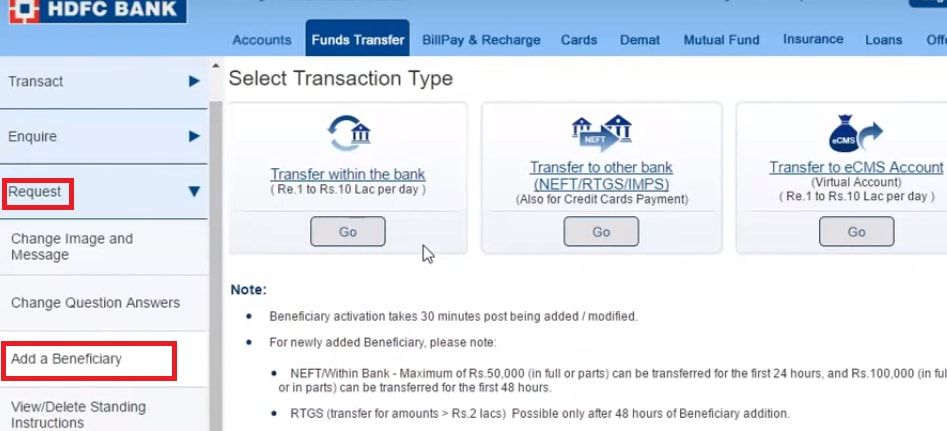 HDFC BANK
Accounts Funds Transfer BillPay & Recharge Cards Demat Mutual Fund Insurance Loans
Transact
Enquire
Request
Change Image and
Message
Change Question Answers
Add a Beneficiary
View/Delete Standing
Instructions
Select Transaction Type
Transfer within the bank
( Re.1 to Rs.10 Lac per day )
Go
NEFT
Transfer to other bank
(NEFT/RTGS/IMPS)
(Also for Credit Cards Payment)
Go
eCMS
Transfer to eCMS Account
(Virtual Account)
( Re.1 to Rs.10 Lac per day )
Go
Note:
• Beneficiary activation takes 30 minutes post being added / modified.
• For newly added Beneficiary, please note:
• NEFT/Within Bank - Maximum of Rs.50,000 (in full or parts) can be transferred for the first 24 hours, and Rs.100,000 (in
or in parts) can be transferred for the first 48 hours.
• RTGS (transfer for amounts > Rs.2 lacs) Possible only after 48 hours of Beneficiary addition.